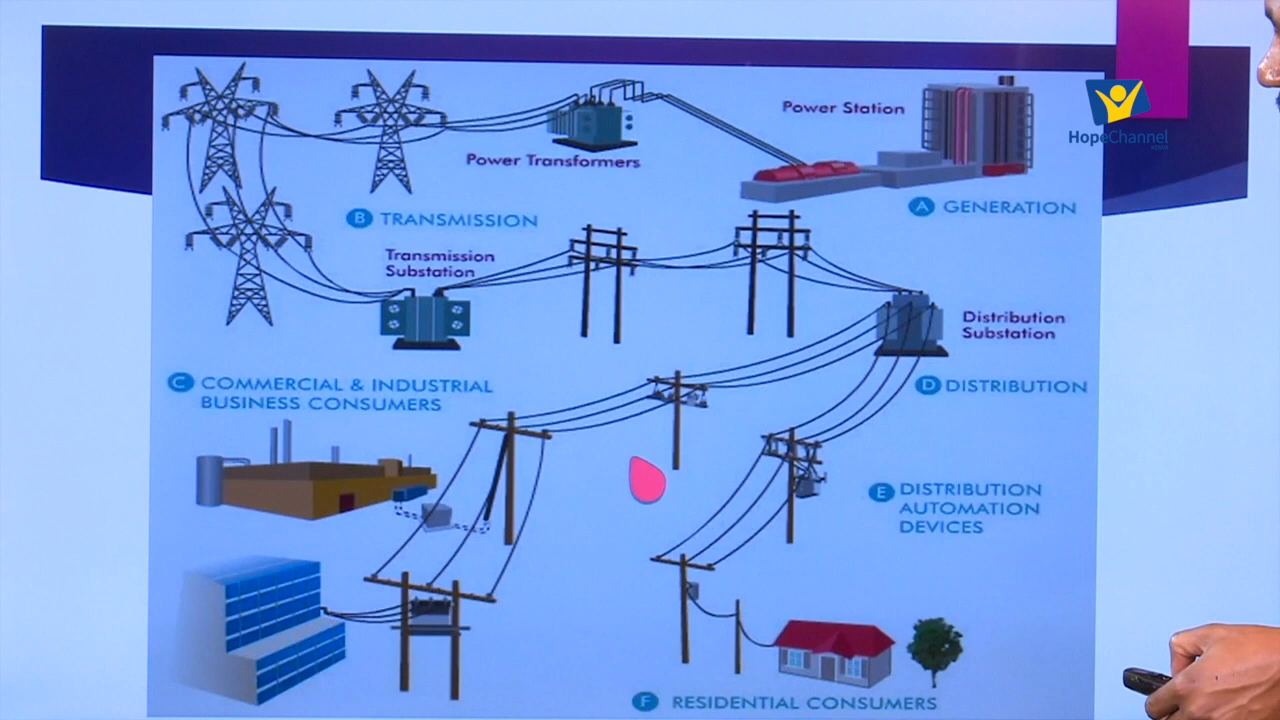 Power Station
HopeChannel
Power Transformers
A GENERATION
B TRANSMISSION
Transmission
Substation
Distribution
Substation
C COMMERCIAL & INDUSTRIAL
BUSINESS CONSUMERS
D DISTRIBUTION
E DISTRIBUTION
AUTOMATION
DEVICES
F RESIDENTIAL CONSUMERS